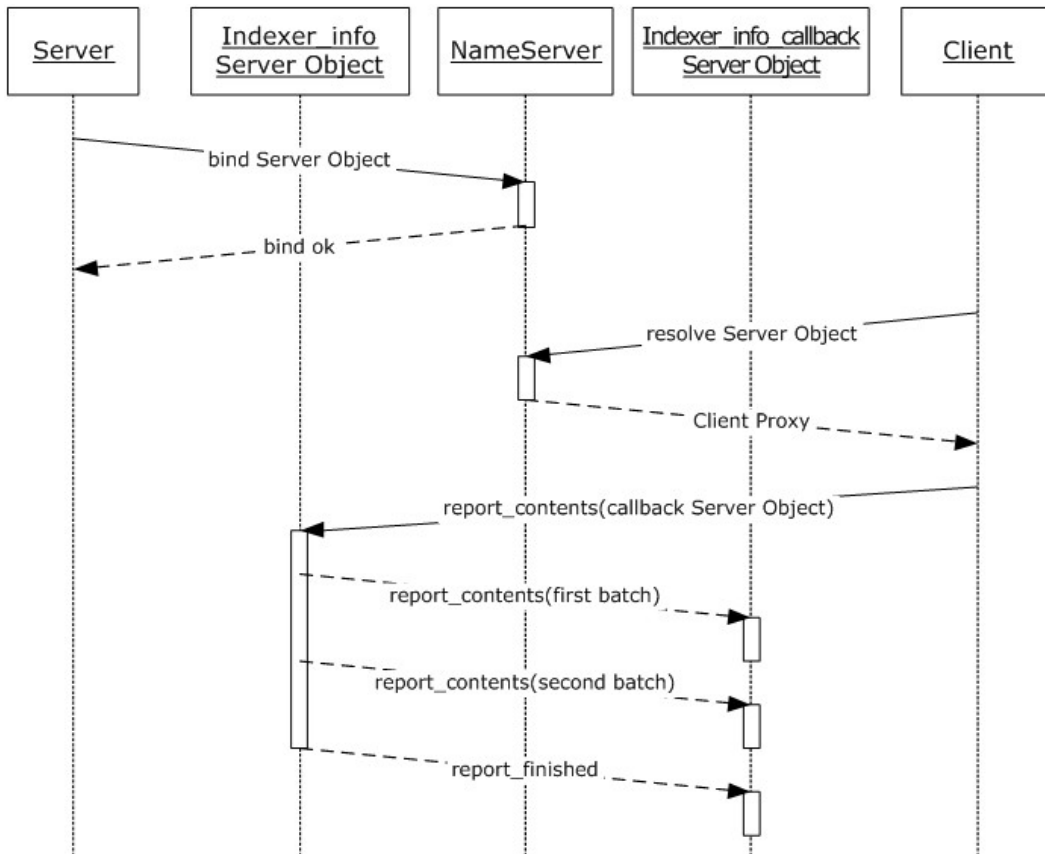 Server
Indexer_info
Server Object
NameServer
Indexer_info_callback
Server Object
Client
bind Server Object
bind ok
resolve Server Object
Client Proxy
report_contents(callback Server Object)
report_contents(first batch)
report_contents(second batch)
report_finished